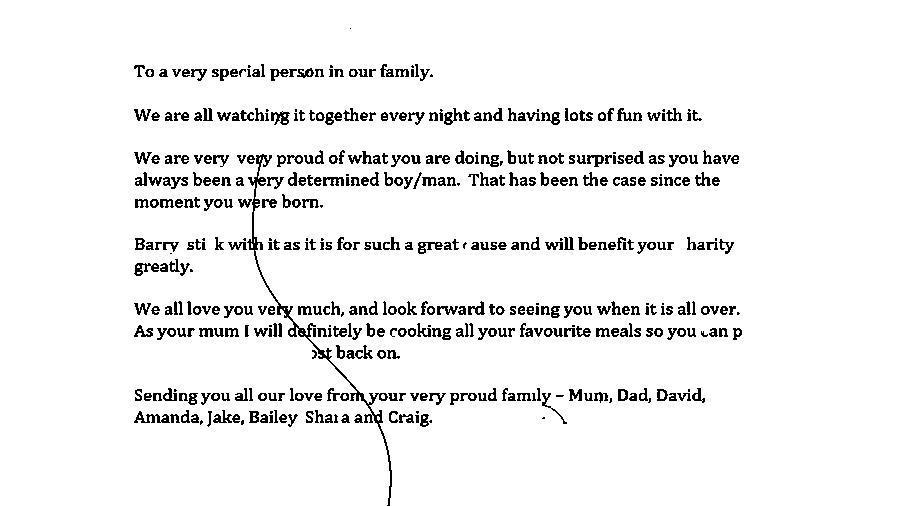 To a very special person in our family.
We are all watching it together every night and having lots of fun with it.
We are very very proud of what you are doing, but not surprised as you have
always been a very determined boy/man. That has been the case since the
moment you were born.
Barry stick with it as it is for such a great cause and will benefit your charity
greatly.
We all love you very much, and look forward to seeing you when it is all over.
As your mum I will definitely be cooking all your favourite meals so you can p
back on.
Sending you all our love from your very proud family – Mum, Dad, David,
Amanda, Jake, Bailey Shara and Craig.